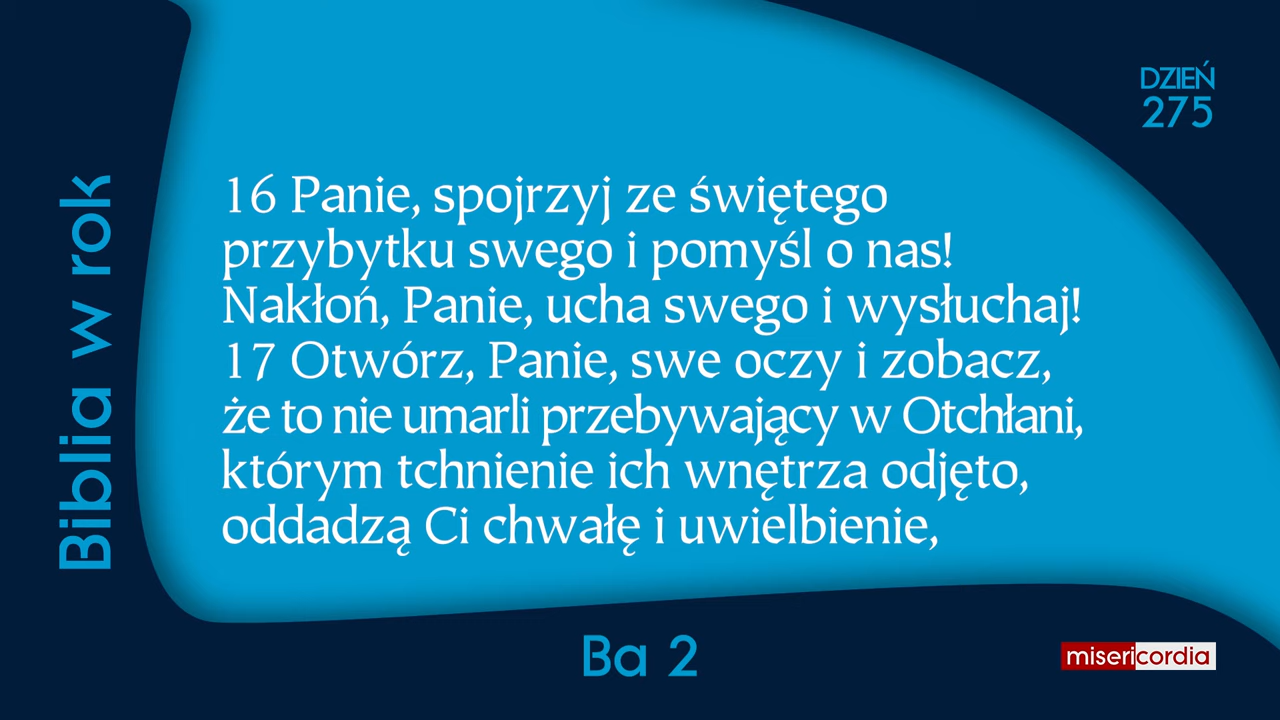 DZIEŃ
275
Biblia w rok
16 Panie, spojrzyj ze świętego
przybytku swego i pomyśl o nas!
Nakłoń, Panie, ucha swego i wysłuchaj!
17 Otwórz, Panie, swe oczy i zobacz,
że to nie umarli przebywający w Otchłani,
którym tchnienie ich wnętrza odjęto,
oddadzą Ci chwałę i uwielbienie,
Ba 2
misericordia